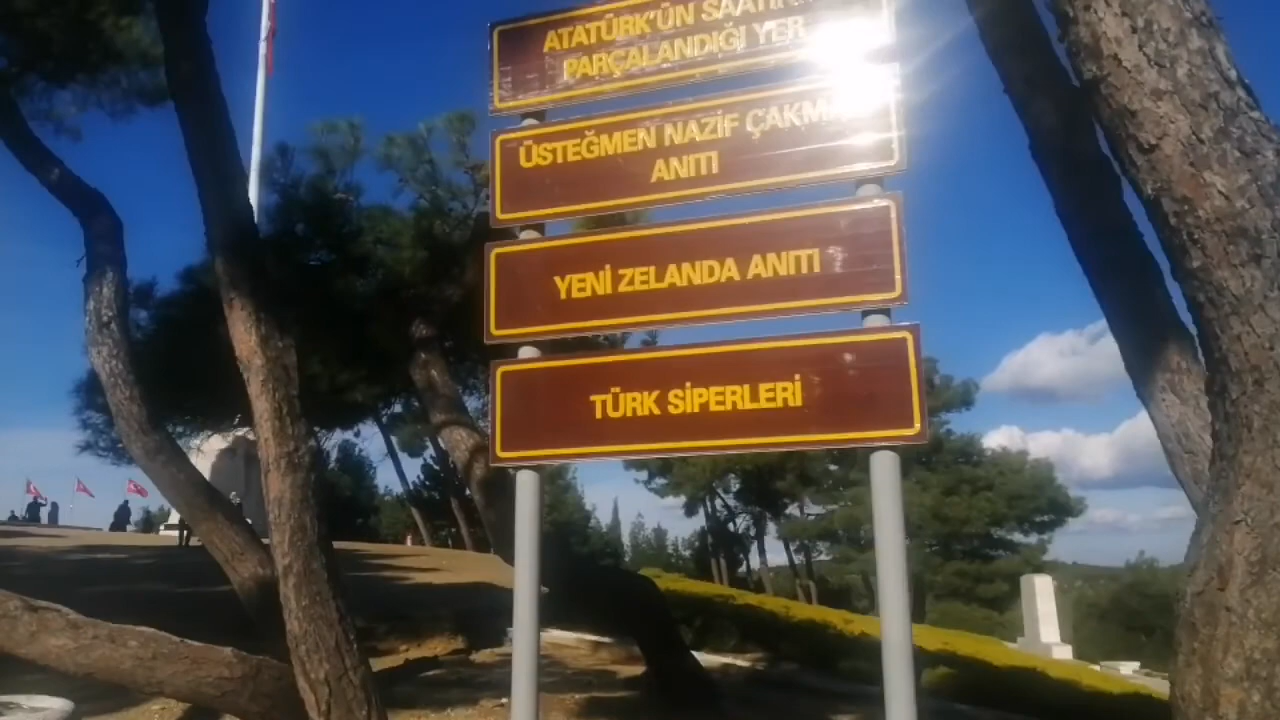 ATATÜRK'ÜN
PARÇALANDIĞI YER
ÜSTEĞMEN NAZİF
ANITI
YENİ ZELANDA ANITI
TÜRK SİPERLERİ